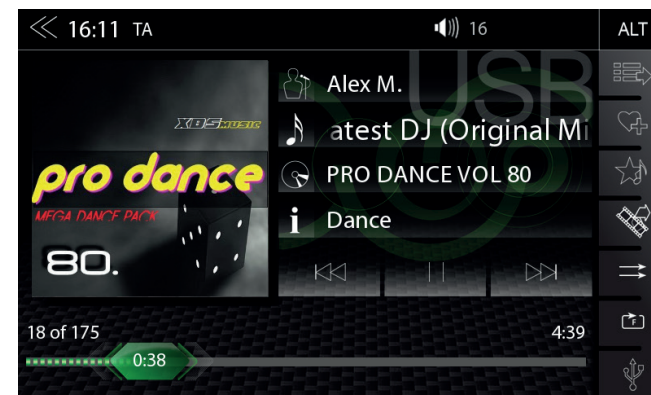 16:11 TA 16 ALT
USB
Alex M.
atest DJ (Original Mi
PRO DANCE VOL 80
i Dance
XBSMUSIC
pro dance
MEGA DANCE PACK
80.
18 of 175 4:39
0:38
F